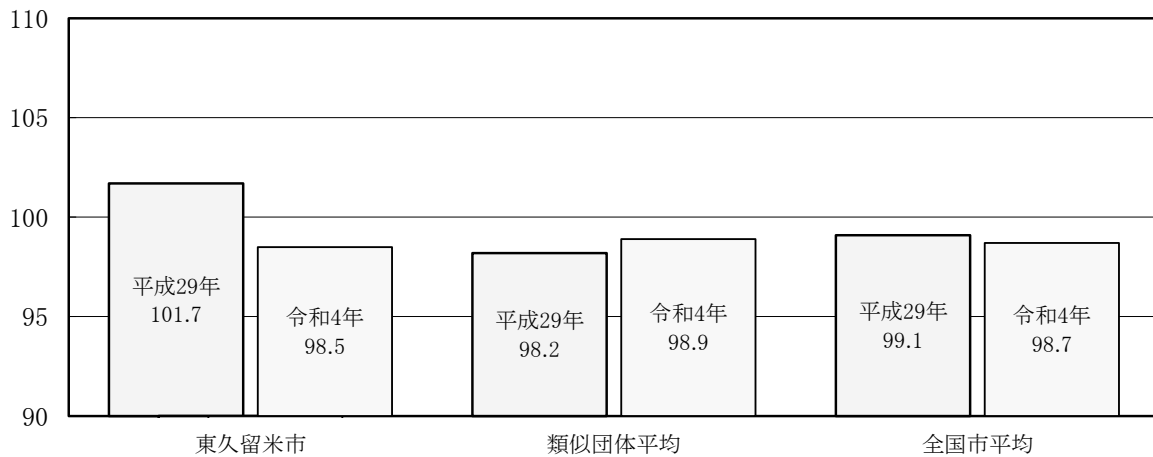 110
105
100
95
90
平成29年
101.7
令和4年
98.5
平成29年
98.2
令和4年
98.9
平成29年
99.1
令和4年
98.7
東久留米市
類似団体平均
全国市平均